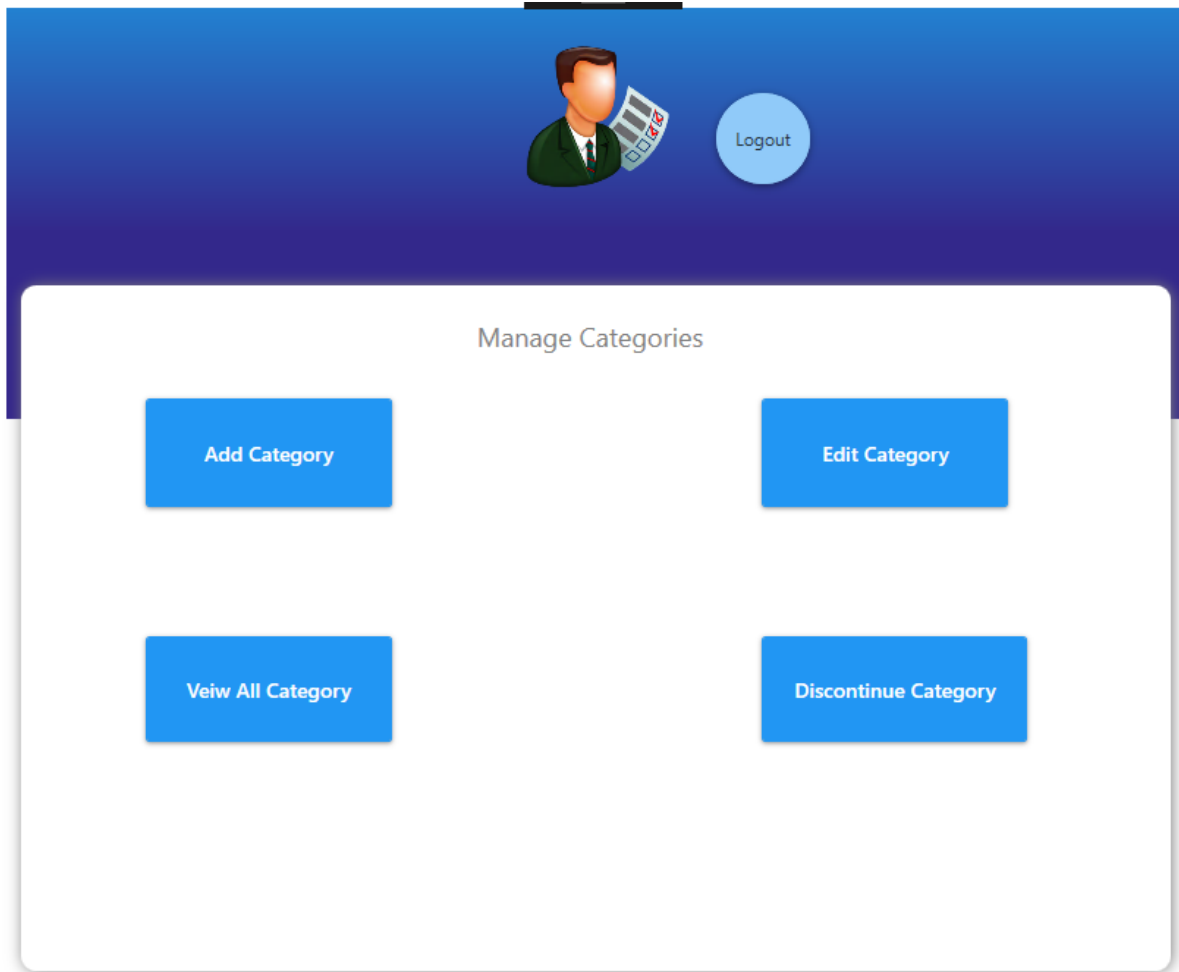 Logout
Manage Categories
Add Category
Edit Category
Veiw All Category
Discontinue Category